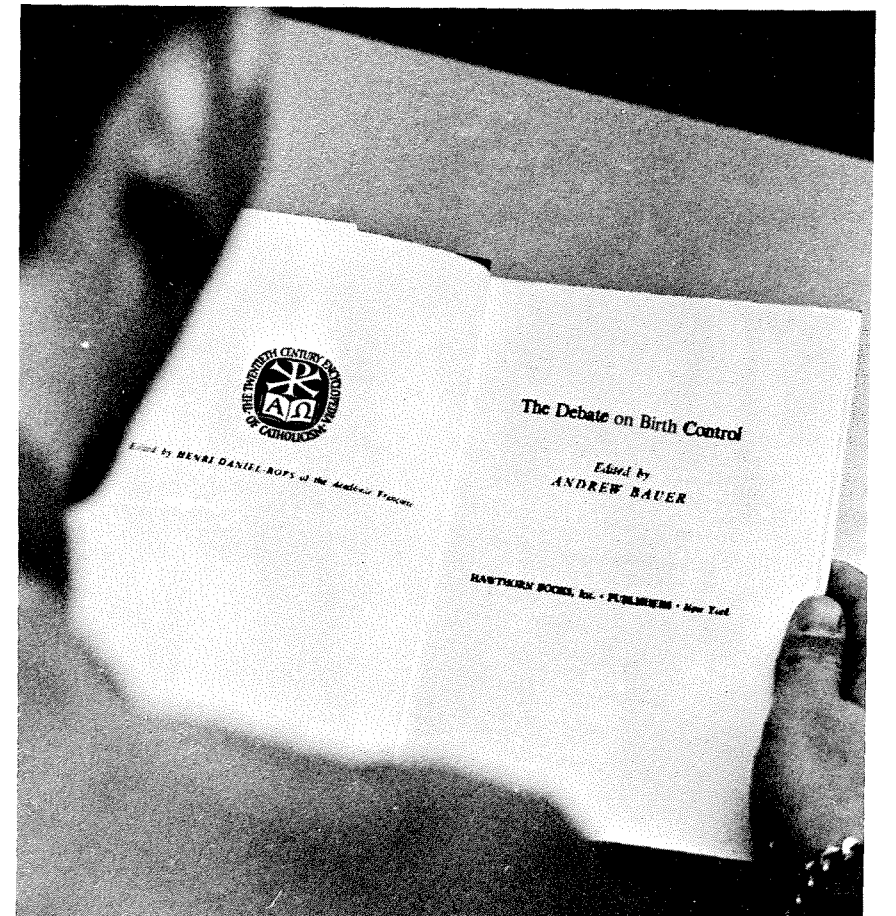 THE TWENTIETH CENTURY ENCYCLOPEDIA
OF CATHOLICISM
Α Ω
Edited by HENRI DANIEL-ROPS of the Académie Française
The Debate on Birth Control
Edited by
ANDREW BAUER
HAWTHORN BOOKS, Inc. • PUBLISHERS • New York